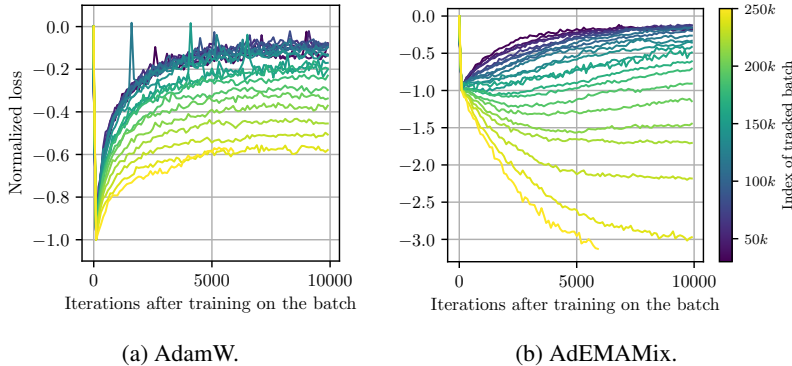 Normalized loss
0.0
−0.2
−0.4
−0.6
−0.8
−1.0
0
5000
10000
Iterations after training on the batch
(a) AdamW.
0.0
−0.5
−1.0
−1.5
−2.0
−2.5
−3.0
0
5000
10000
Iterations after training on the batch
(b) AdEMAMix.
250k
200k
150k
100k
50k
Index of tracked batch